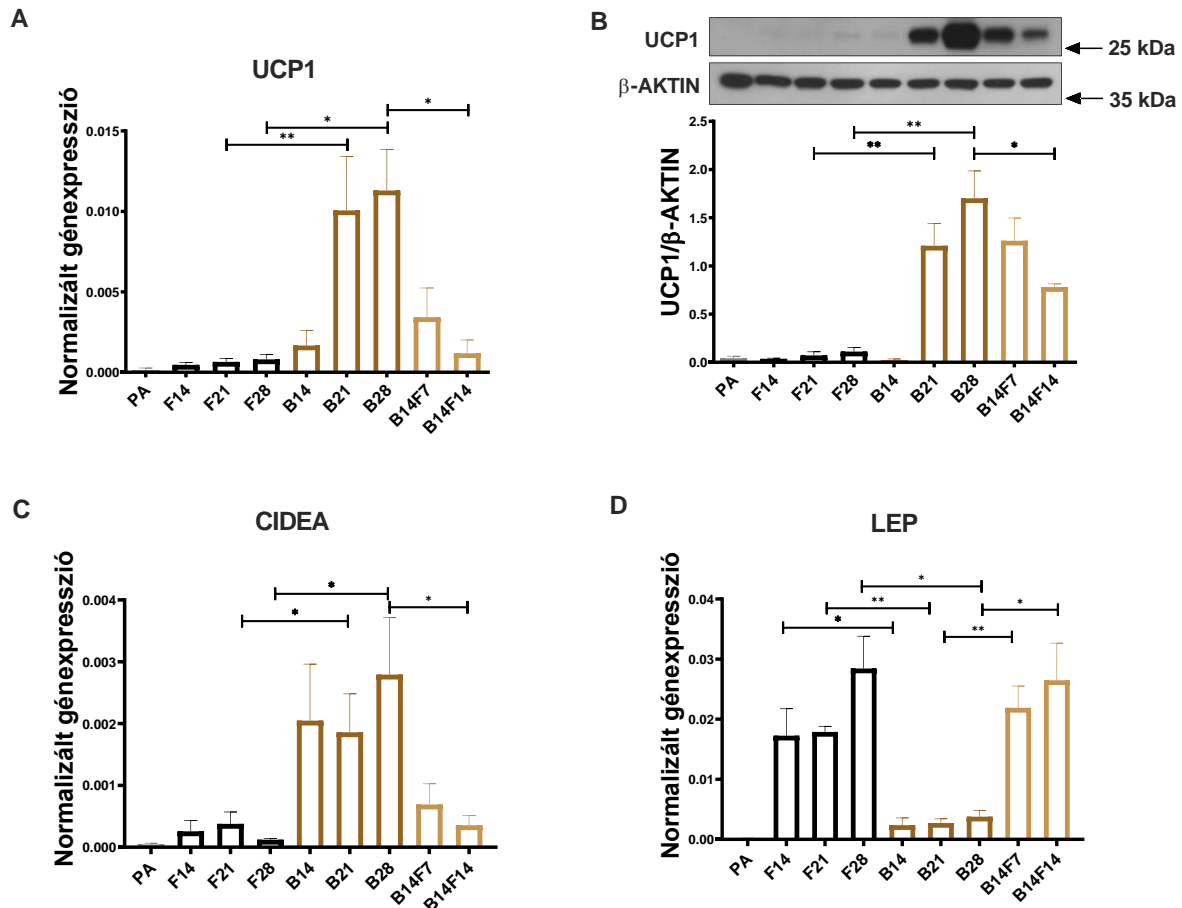 A
UCP1
Normalizált génexpresszió
0.015
0.010
0.005
0.000
*
*
**
PA
F14
F21
F28
B14
B21
B28
B14F7
B14F14
B
UCP1
25 kDa
β-AKTIN
35 kDa
UCP1/β-AKTIN
2.5
2.0
1.5
1.0
0.5
0.0
**
**
*
PA
F14
F21
F28
B14
B21
B28
B14F7
B14F14
C
CIDEA
Normalizált génexpresszió
0.004
0.003
0.002
0.001
0.000
*
*
*
PA
F14
F21
F28
B14
B21
B28
B14F7
B14F14
D
LEP
Normalizált génexpresszió
0.04
0.03
0.02
0.01
0.00
*
**
*
*
**
PA
F14
F21
F28
B14
B21
B28
B14F7
B14F14